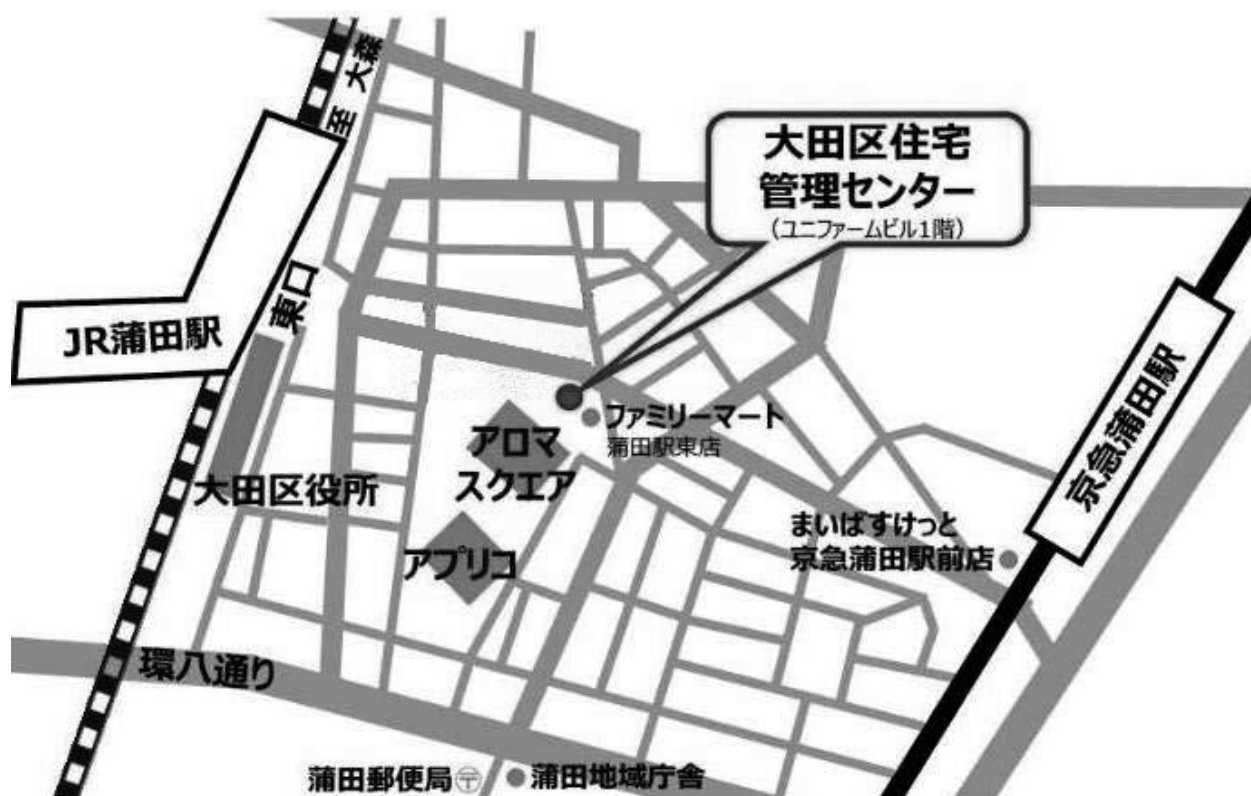 至 大森
大田区住宅
管理センター
(ユニファームビル1階)
JR蒲田駅
東口
京急蒲田駅
ファミリーマート
蒲田駅東店
アロマ
スクエア
大田区役所
まいばすけっと
京急蒲田駅前店
アプリコ
環八通り
蒲田郵便局〒
蒲田地域庁舎